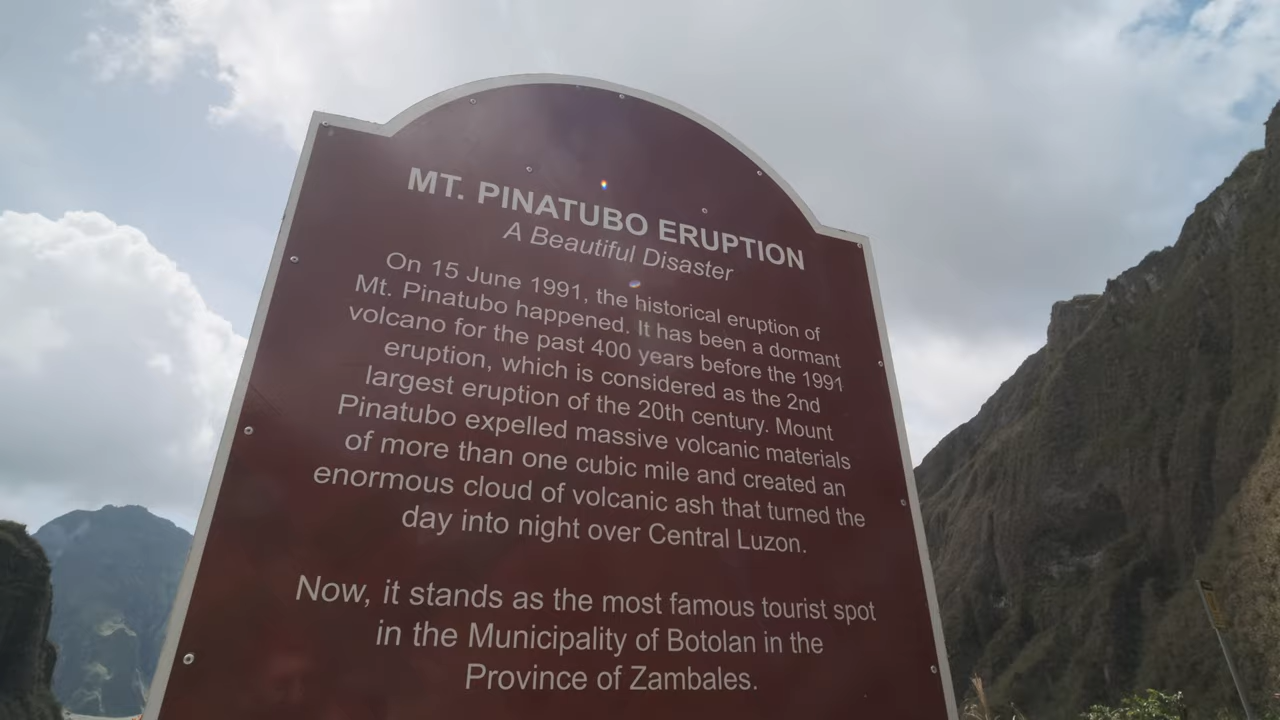 MT. PINATUBO ERUPTION
A Beautiful Disaster
On 15 June 1991, the historical eruption of
Mt. Pinatubo happened. It has been a dormant
volcano for the past 400 years before the 1991
eruption, which is considered as the 2nd
largest eruption of the 20th century. Mount
Pinatubo expelled massive volcanic materials
of more than one cubic mile and created an
enormous cloud of volcanic ash that turned the
day into night over Central Luzon.
Now, it stands as the most famous tourist spot
in the Municipality of Botolan in the
Province of Zambales.